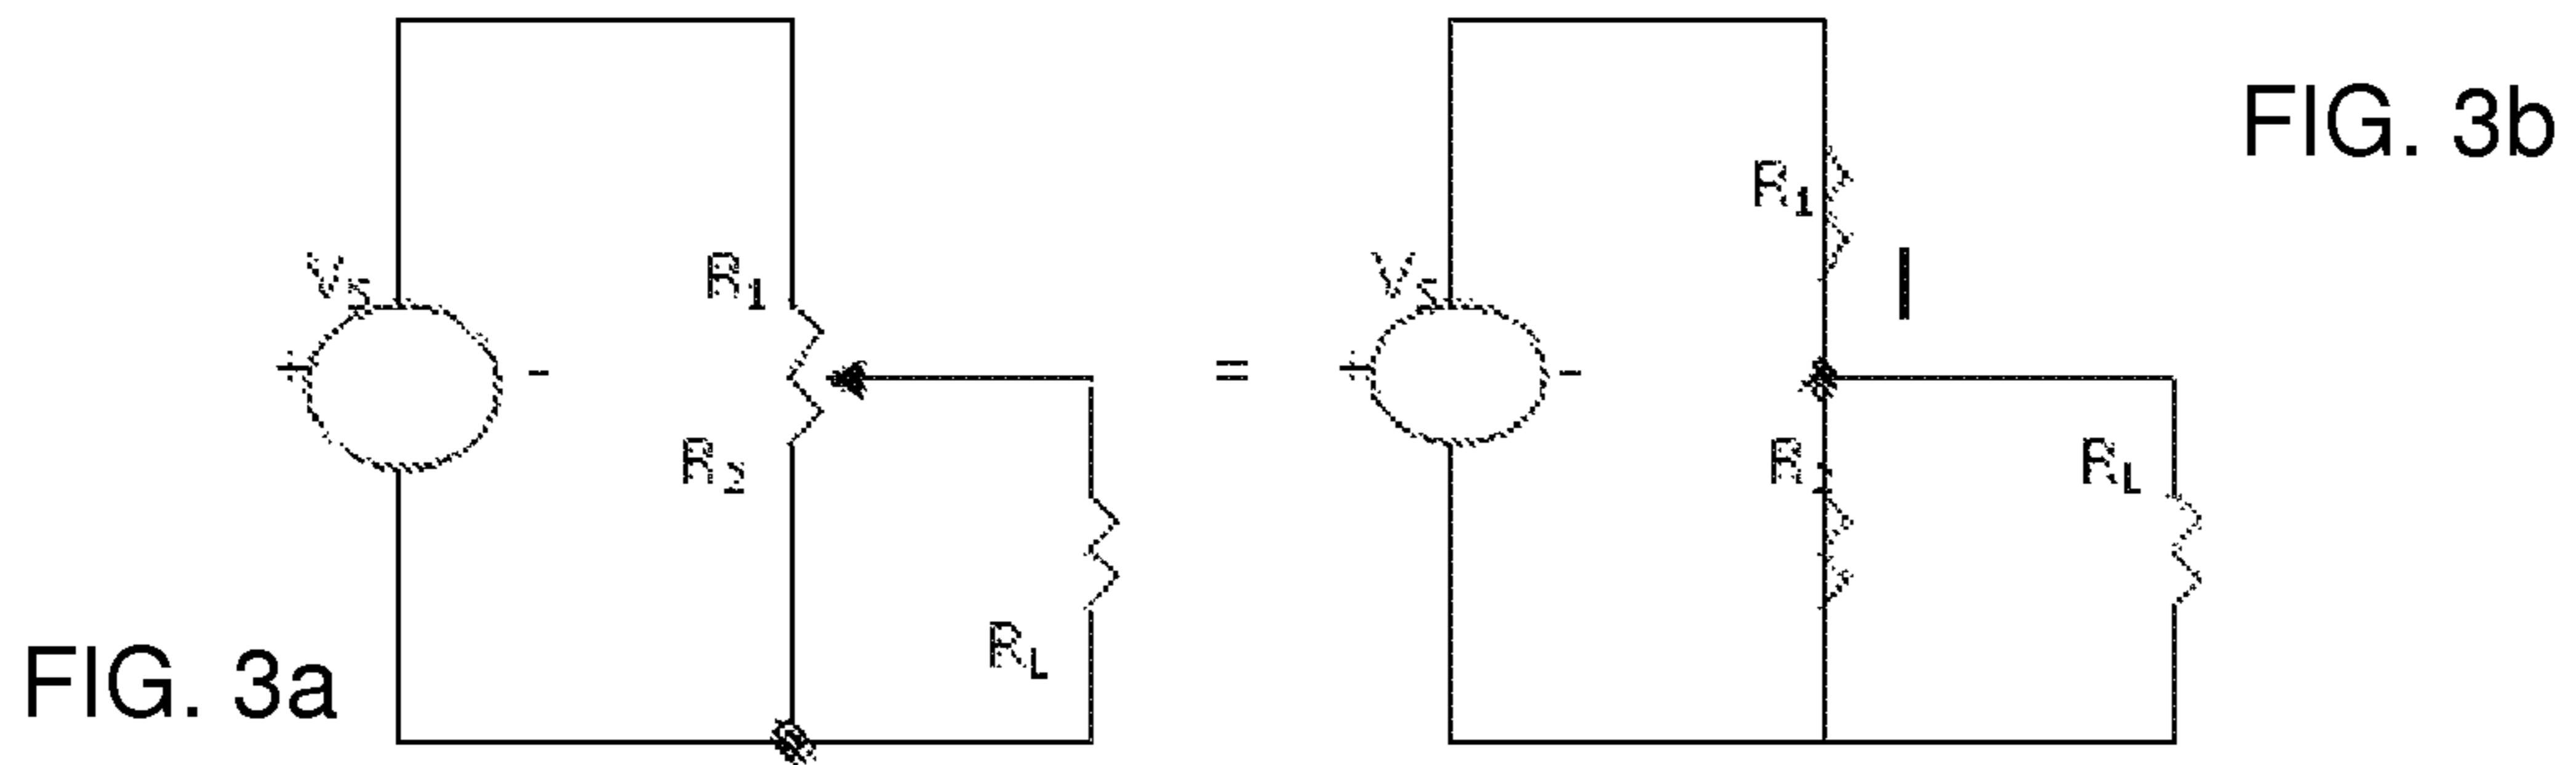 FIG. 3b
R1
R1
I
VS
VS
+
-
=
+
-
R2
R2
RL
RL
FIG. 3a